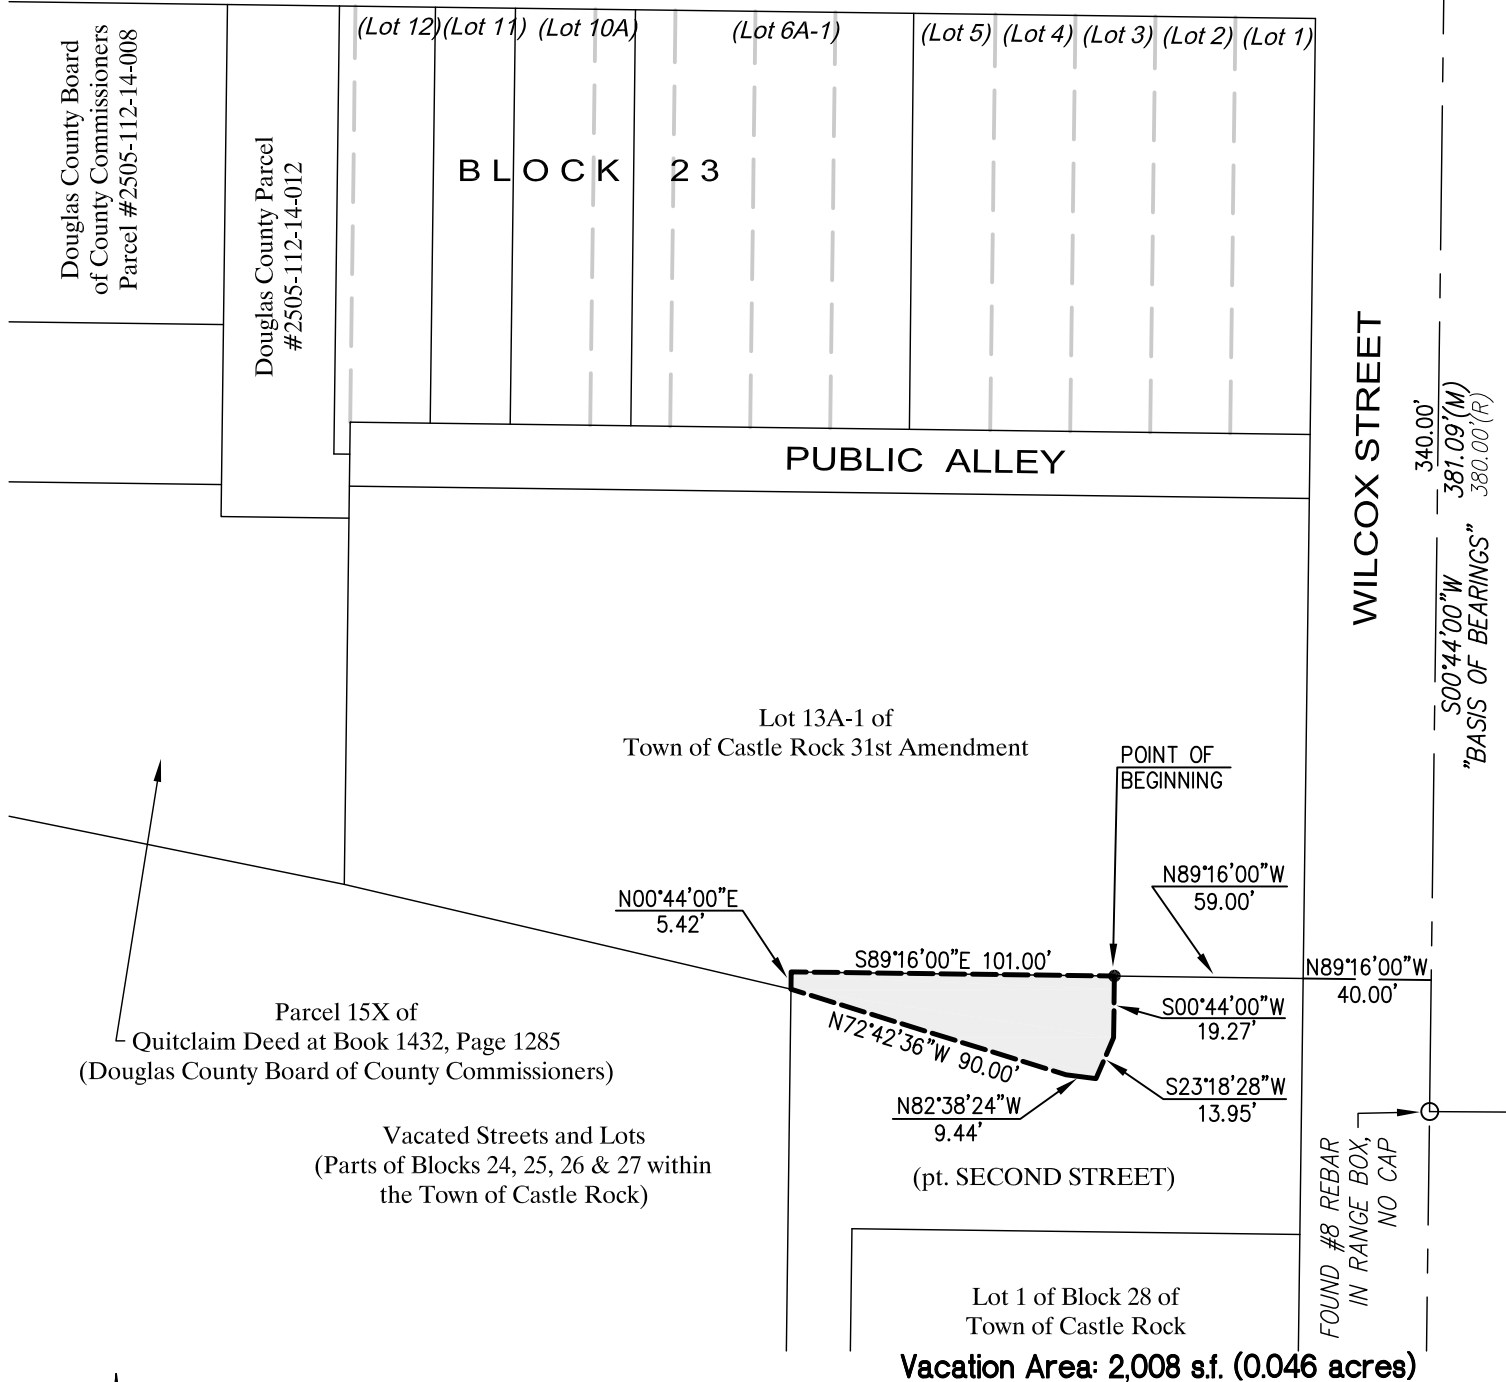 (Lot 12)
(Lot 11)
(Lot 10A)
(Lot 6A-1)
(Lot 5)
(Lot 4)
(Lot 3)
(Lot 2)
(Lot 1)
Douglas County Board
of County Commissioners
Parcel #2505-112-14-008
Douglas County Parcel
#2505-112-14-012
BLOCK 23
PUBLIC ALLEY
WILCOX STREET
340.00'
381.09'(M)
380.00'(R)
S00°44'00"W
"BASIS OF BEARINGS"
Lot 13A-1 of
Town of Castle Rock 31st Amendment
POINT OF
BEGINNING
N89°16'00"W
59.00'
N00°44'00"E
5.42'
S89°16'00"E 101.00'
N89°16'00"W
40.00'
S00°44'00"W
19.27'
N72°42'36"W 90.00'
S23°18'28"W
13.95'
N82°38'24"W
9.44'
Parcel 15X of
Quitclaim Deed at Book 1432, Page 1285
(Douglas County Board of County Commissioners)
Vacated Streets and Lots
(Parts of Blocks 24, 25, 26 & 27 within
the Town of Castle Rock)
(pt. SECOND STREET)
FOUND #8 REBAR
IN RANGE BOX,
NO CAP
Lot 1 of Block 28 of
Town of Castle Rock
Vacation Area: 2,008 s.f. (0.046 acres)